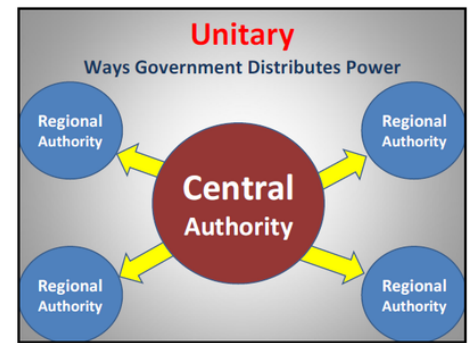 Unitary
Ways Government Distributes Power
Regional
Authority
Regional
Authority
Central
Authority
Regional
Authority
Regional
Authority